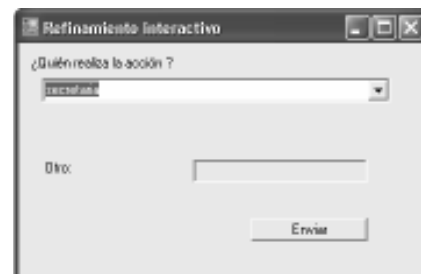 Refinamiento interactivo
¿Quién realiza la acción ?
secretaria
Otro:
Enviar